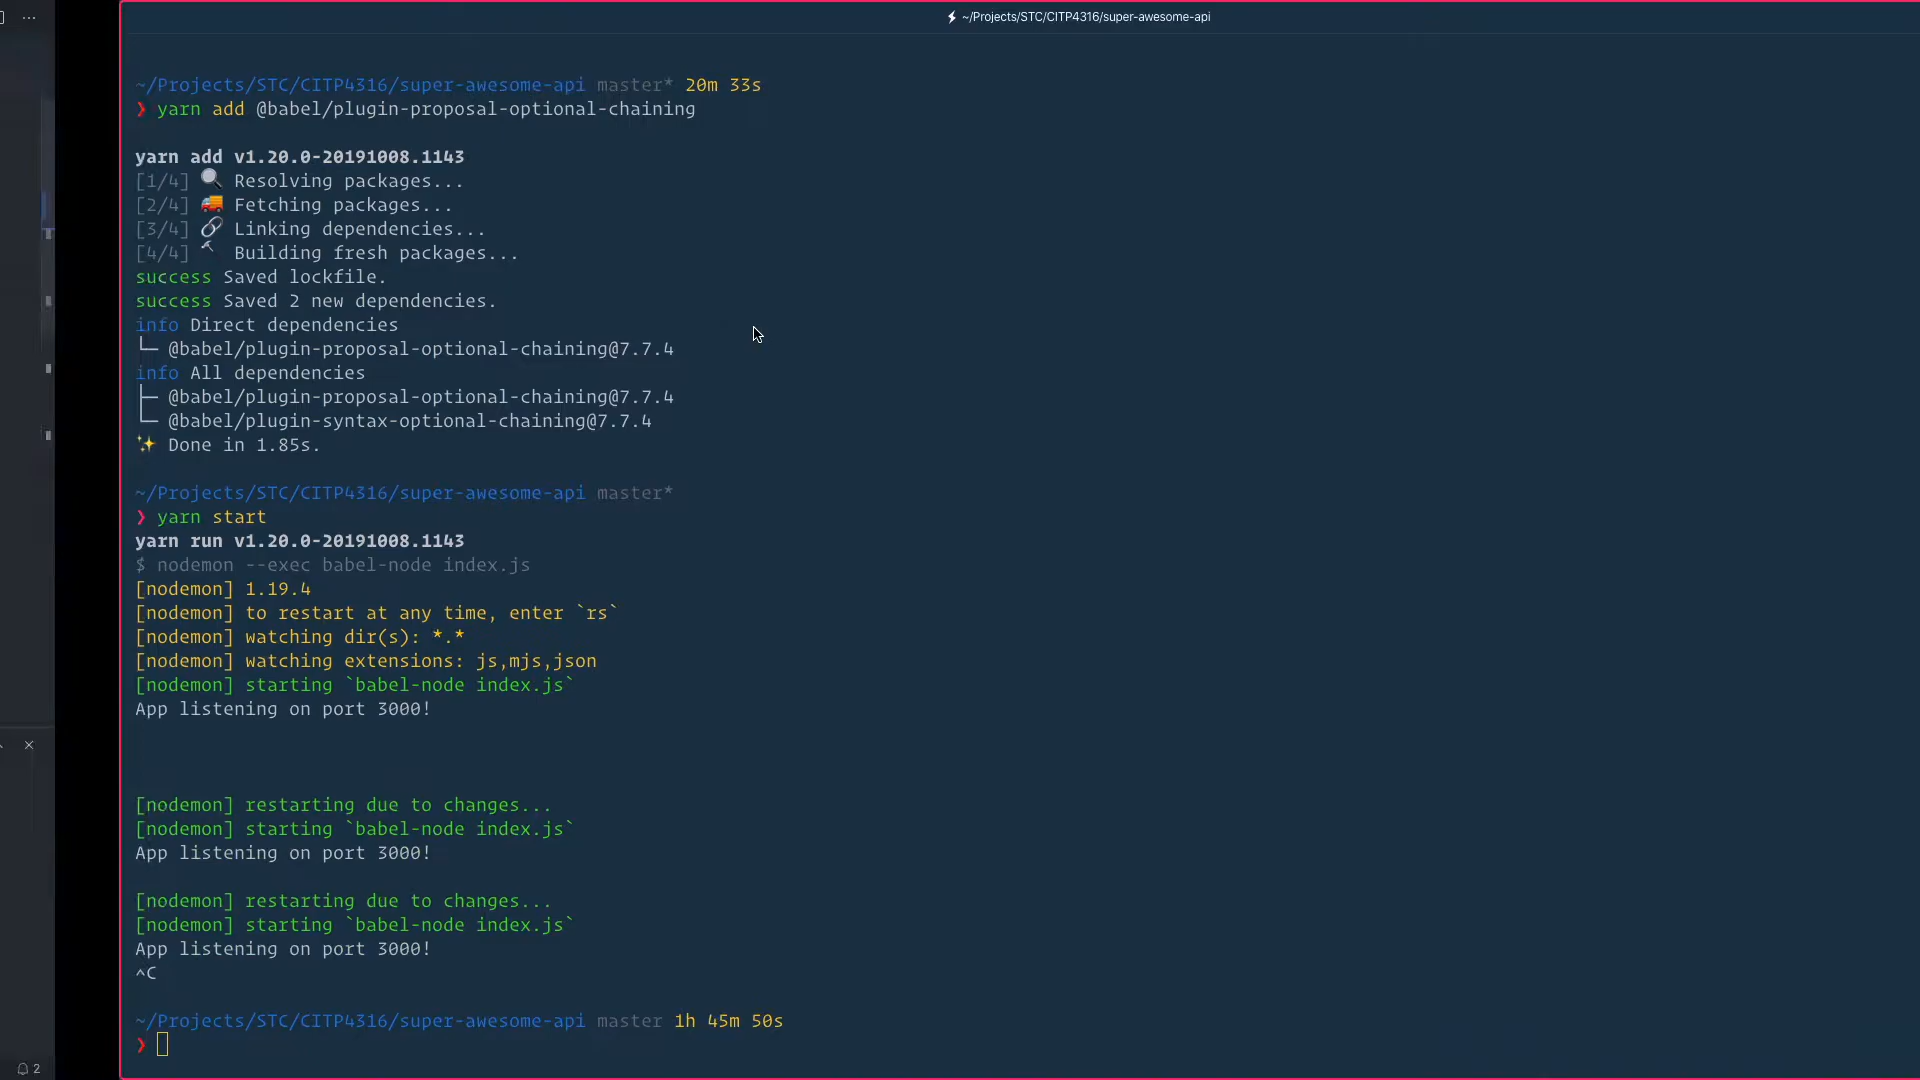 ~/Projects/STC/CITP4316/super-awesome-api
~/Projects/STC/CITP4316/super-awesome-api master* 20m 33s
❯ yarn add @babel/plugin-proposal-optional-chaining
yarn add v1.20.0-20191008.1143
[1/4] 🔍 Resolving packages...
[2/4] 🚚 Fetching packages...
[3/4] 🔗 Linking dependencies...
[4/4] 🔨 Building fresh packages...
success Saved lockfile.
success Saved 2 new dependencies.
info Direct dependencies
└─ @babel/plugin-proposal-optional-chaining@7.7.4
info All dependencies
├─ @babel/plugin-proposal-optional-chaining@7.7.4
└─ @babel/plugin-syntax-optional-chaining@7.7.4
✨ Done in 1.85s.
~/Projects/STC/CITP4316/super-awesome-api master*
❯ yarn start
yarn run v1.20.0-20191008.1143
$ nodemon --exec babel-node index.js
[nodemon] 1.19.4
[nodemon] to restart at any time, enter `rs`
[nodemon] watching dir(s): *.*
[nodemon] watching extensions: js,mjs,json
[nodemon] starting `babel-node index.js`
App listening on port 3000!
[nodemon] restarting due to changes...
[nodemon] starting `babel-node index.js`
App listening on port 3000!
[nodemon] restarting due to changes...
[nodemon] starting `babel-node index.js`
App listening on port 3000!
^C
~/Projects/STC/CITP4316/super-awesome-api master 1h 45m 50s
❯
2